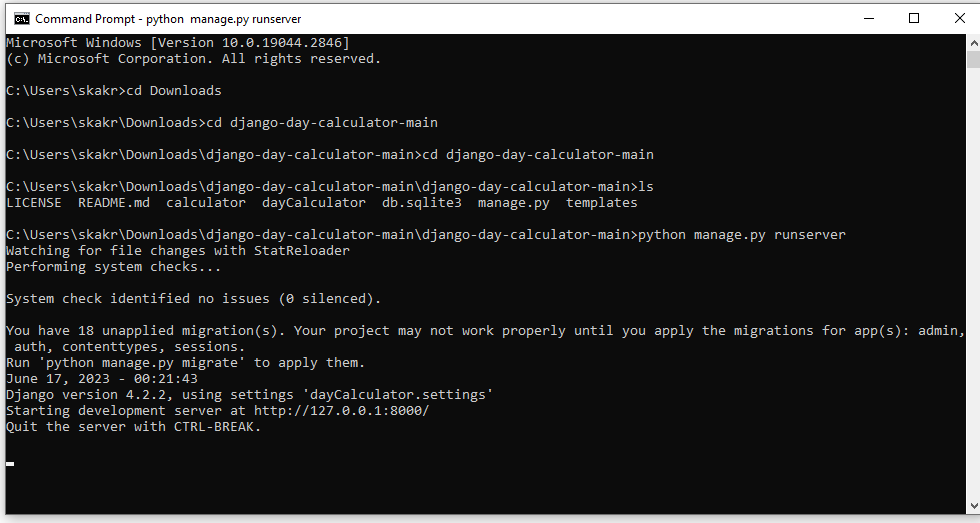 Command Prompt - python  manage.py runserver
Microsoft Windows [Version 10.0.19044.2846]
(c) Microsoft Corporation. All rights reserved.
C:\Users\skakr>cd Downloads
C:\Users\skakr\Downloads>cd django-day-calculator-main
C:\Users\skakr\Downloads\django-day-calculator-main>cd django-day-calculator-main
C:\Users\skakr\Downloads\django-day-calculator-main\django-day-calculator-main>ls
LICENSE  README.md  calculator  dayCalculator  db.sqlite3  manage.py  templates
C:\Users\skakr\Downloads\django-day-calculator-main\django-day-calculator-main>python manage.py runserver
Watching for file changes with StatReloader
Performing system checks...
System check identified no issues (0 silenced).
You have 18 unapplied migration(s). Your project may not work properly until you apply the migrations for app(s): admin,
 auth, contenttypes, sessions.
Run 'python manage.py migrate' to apply them.
June 17, 2023 - 00:21:43
Django version 4.2.2, using settings 'dayCalculator.settings'
Starting development server at http://127.0.0.1:8000/
Quit the server with CTRL-BREAK.